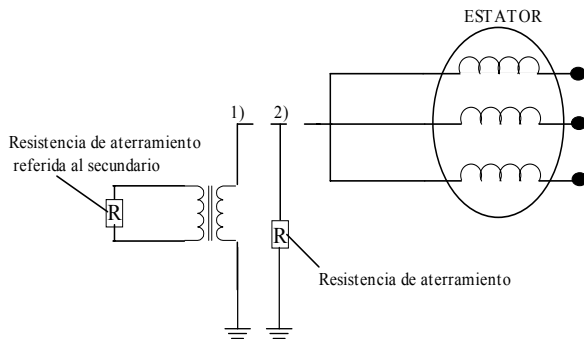 ESTATOR
1) 2)
Resistencia de aterramiento
referida al secundario
R
R
Resistencia de aterramiento